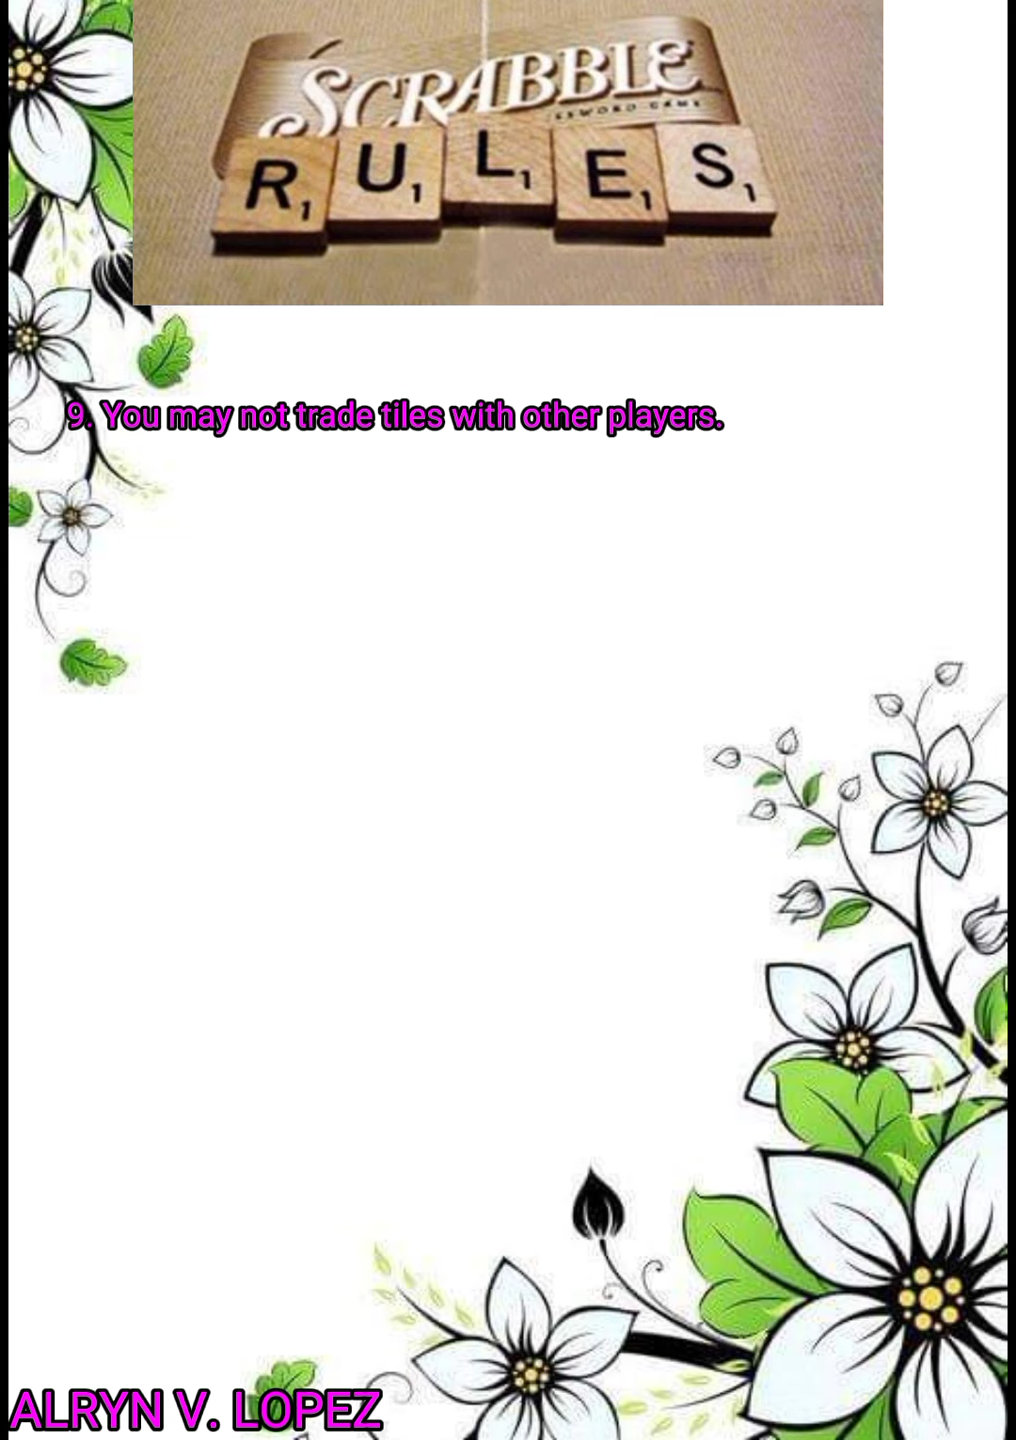 SCRABBLE
R1 U1 L1 E1 S1
9. You may not trade tiles with other players.
ALRYN V. LOPEZ